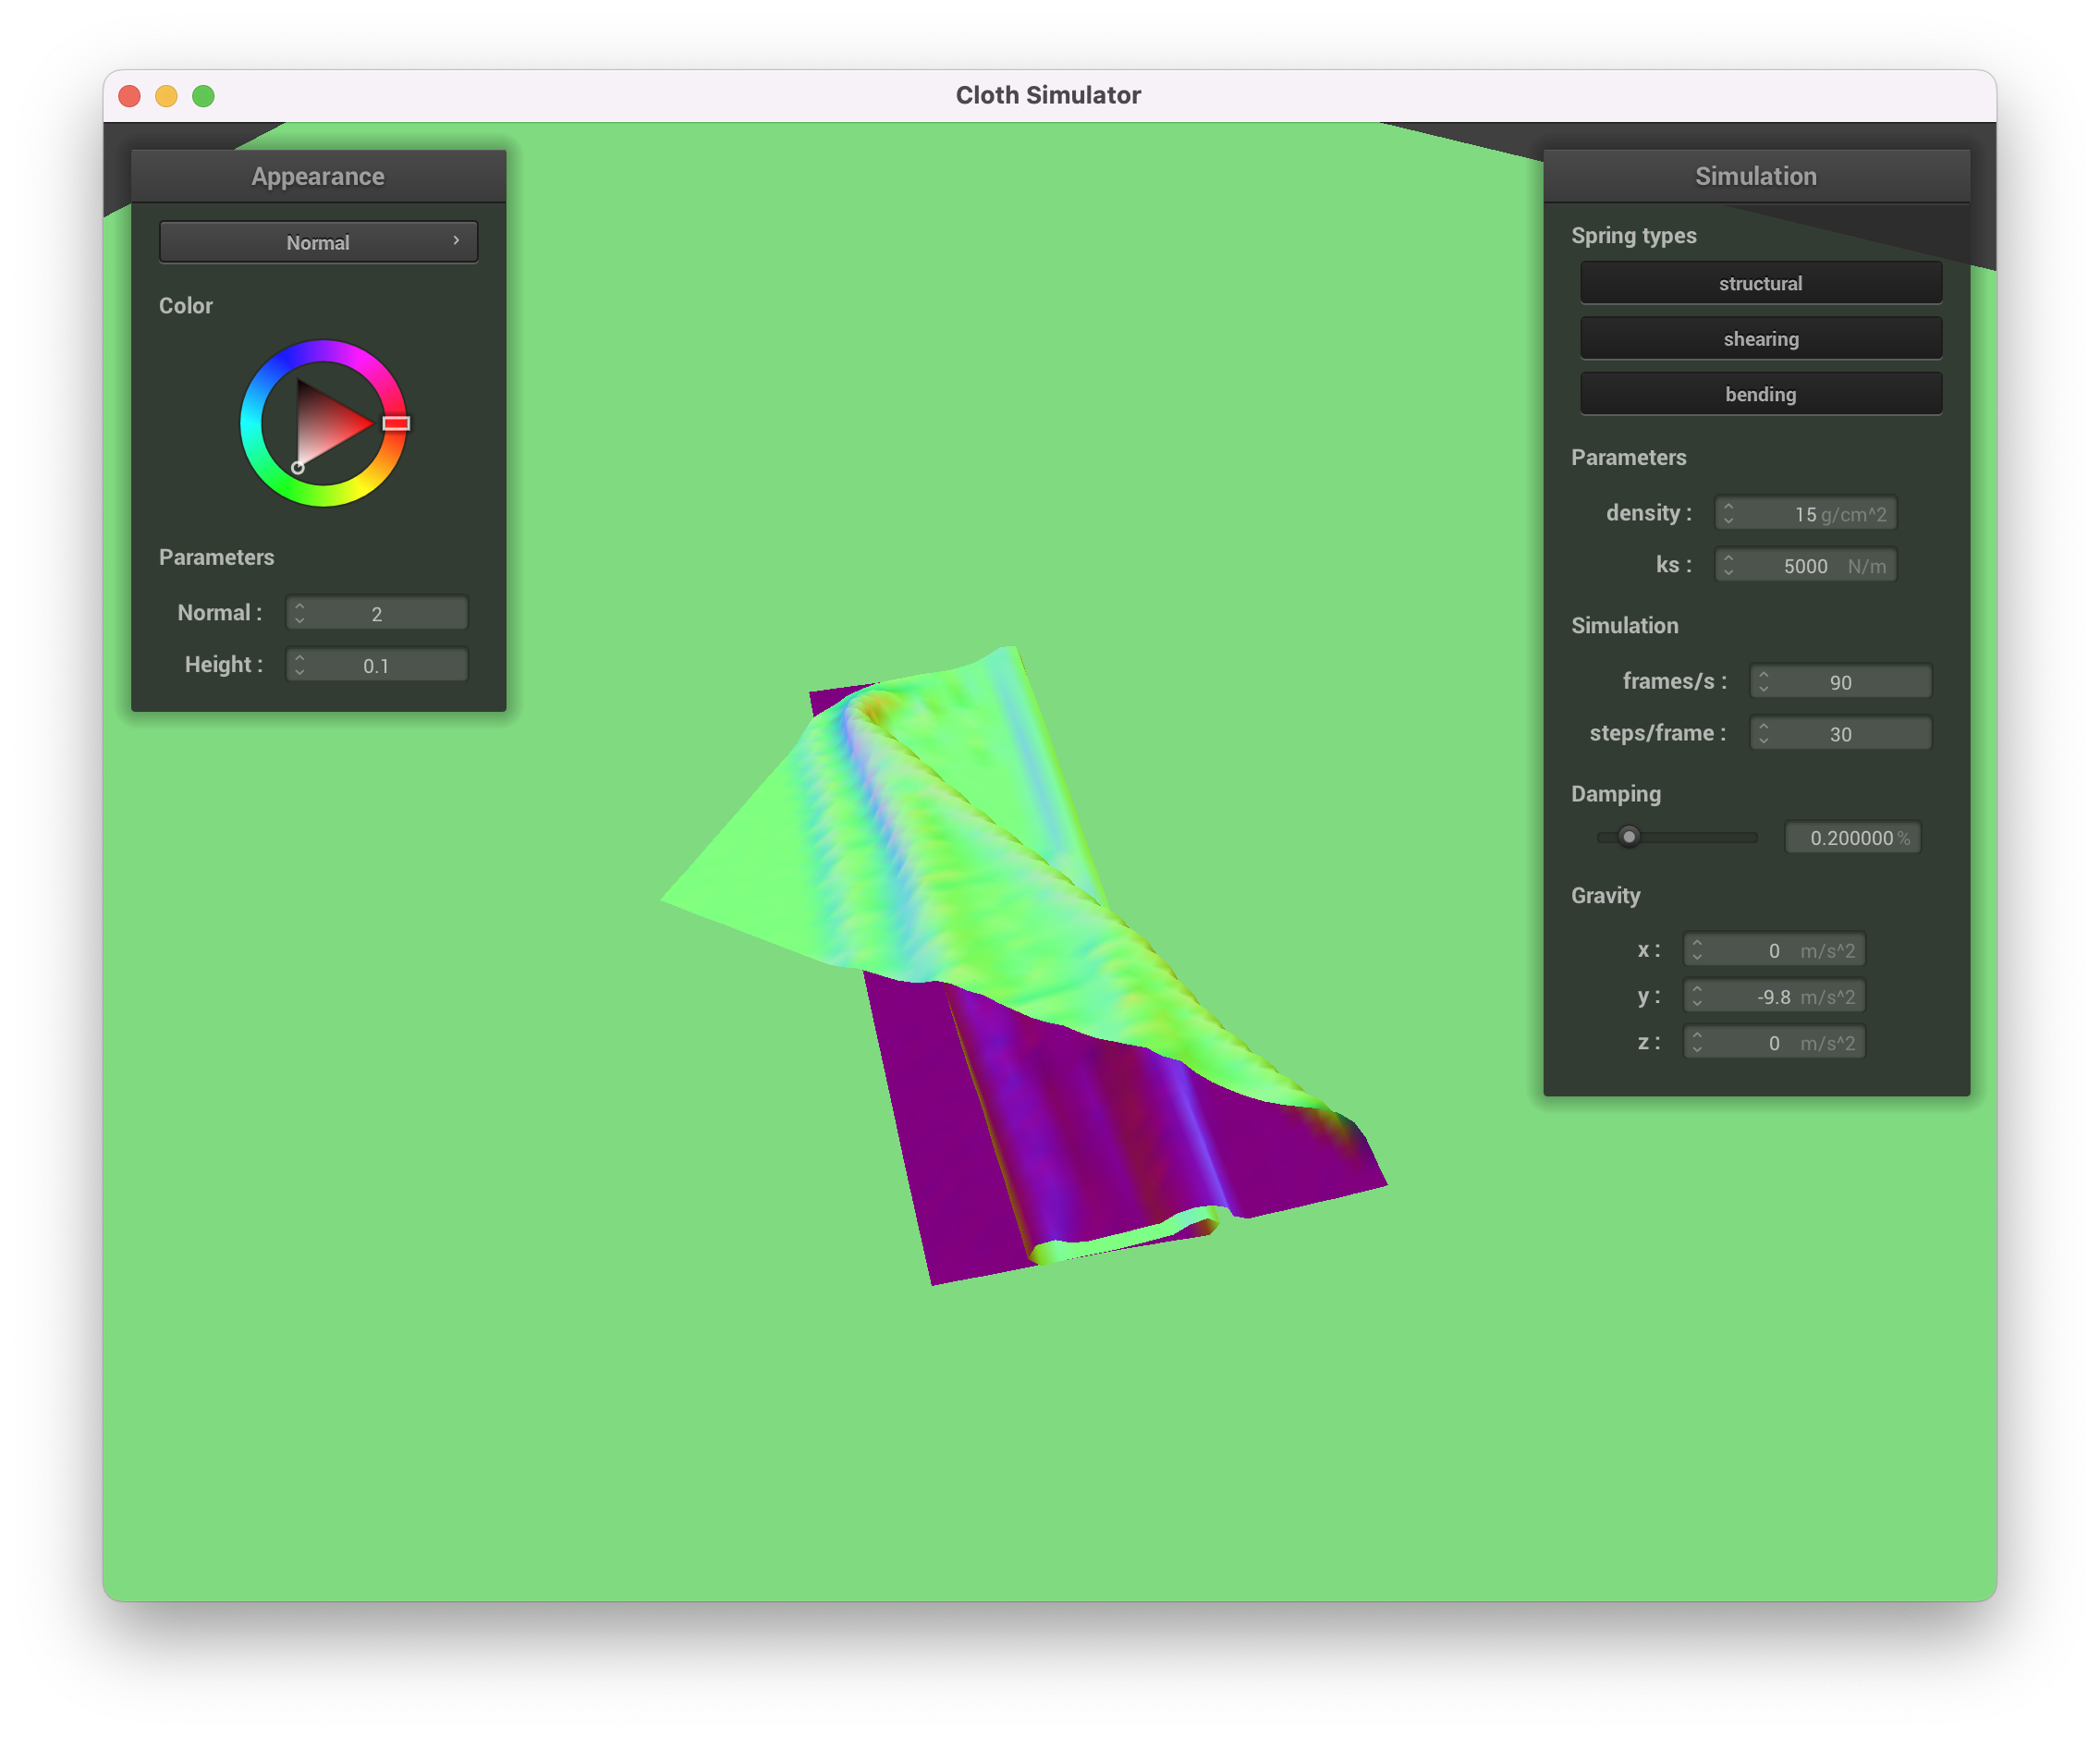 Cloth Simulator
Appearance
Normal
Color
Parameters
Normal : 2
Height : 0.1
Simulation
Spring types
structural
shearing
bending
Parameters
density : 15 g/cm^2
ks : 5000 N/m
Simulation
frames/s : 90
steps/frame : 30
Damping
0.200000 %
Gravity
x : 0 m/s^2
y : -9.8 m/s^2
z : 0 m/s^2